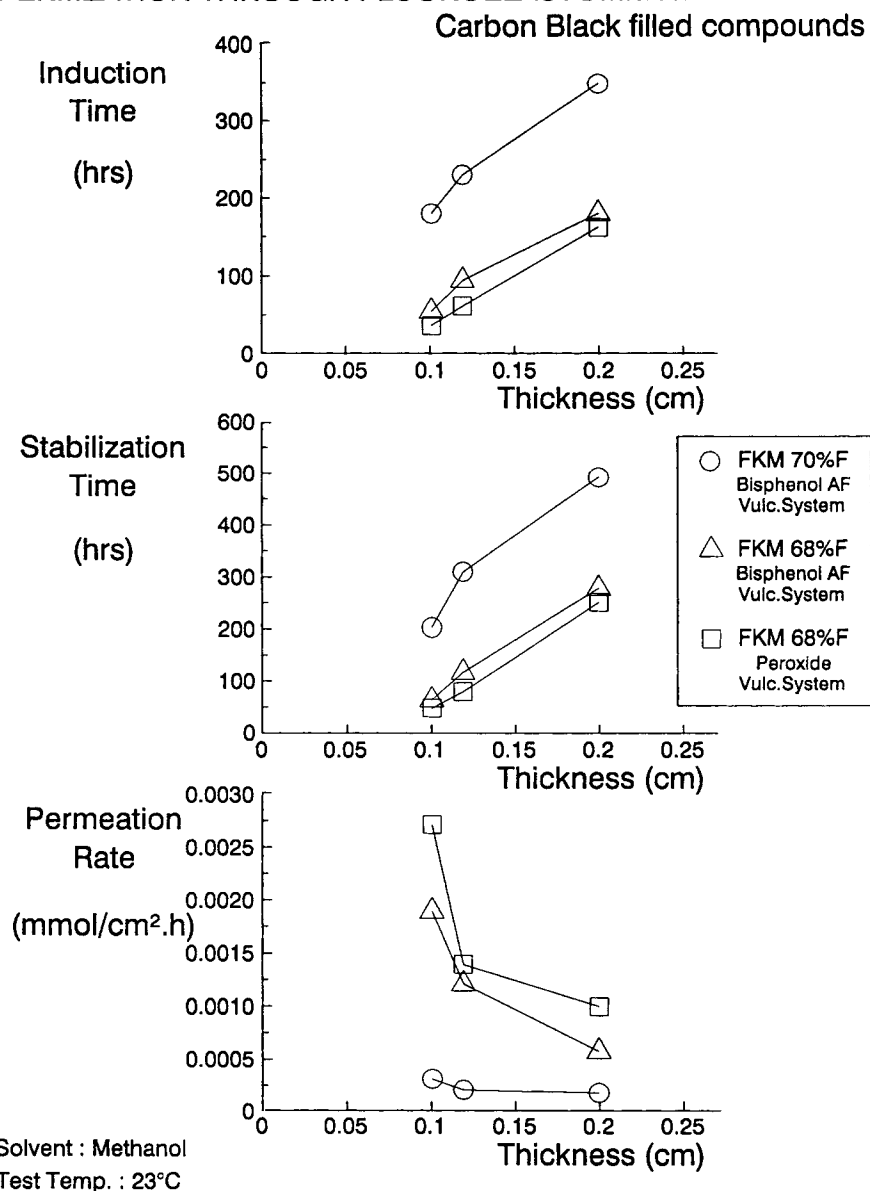 Carbon Black filled compounds
Induction
Time
(hrs)
400
300
200
100
0
0 0.05 0.1 0.15 0.2 0.25
Thickness (cm)
Stabilization
Time
(hrs)
600
500
400
300
200
100
0
0 0.05 0.1 0.15 0.2 0.25
Thickness (cm)
FKM 70%F
Bisphenol AF
Vulc.System
FKM 68%F
Bisphenol AF
Vulc.System
FKM 68%F
Peroxide
Vulc.System
Permeation
Rate
(mmol/cm².h)
0.0030
0.0025
0.0020
0.0015
0.0010
0.0005
0
0 0.05 0.1 0.15 0.2 0.25
Thickness (cm)
Solvent : Methanol
Test Temp. : 23°C